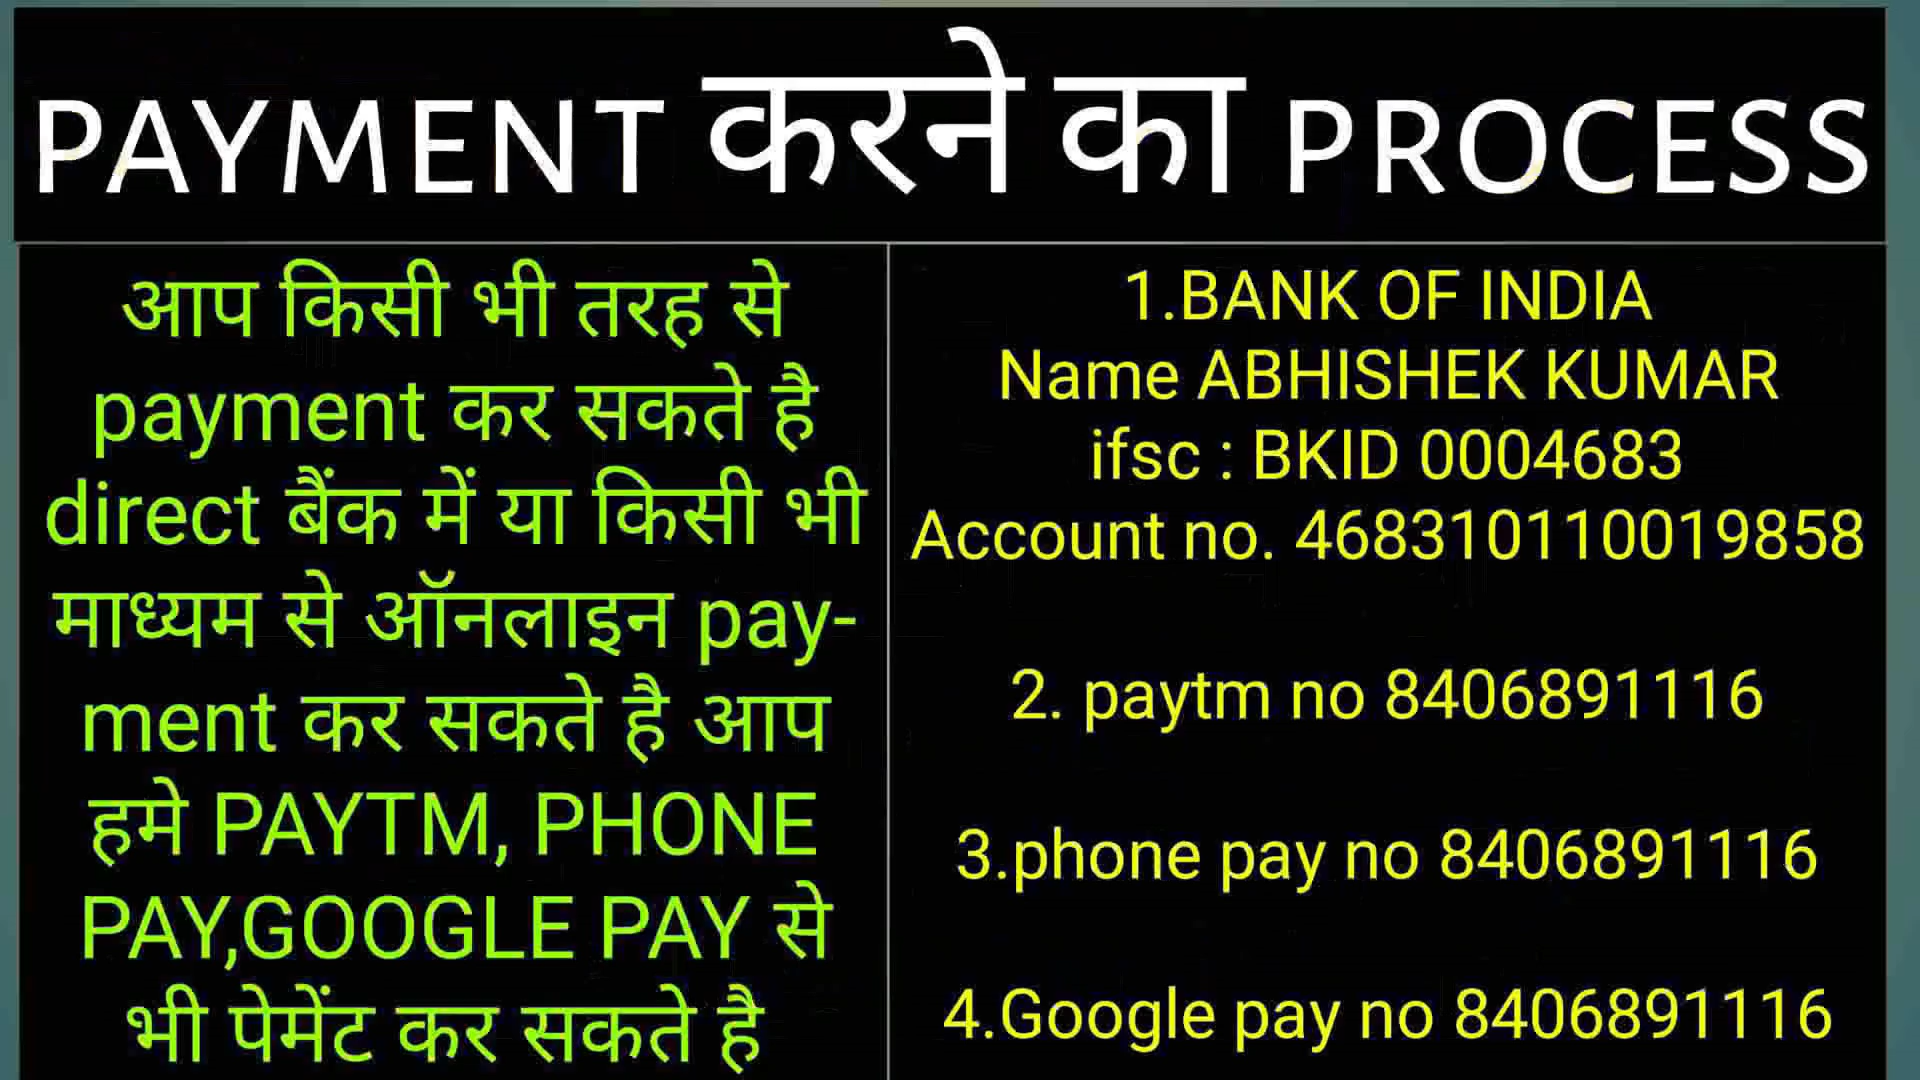 PAYMENT करने का PROCESS
आप किसी भी तरह से
payment कर सकते है
direct बैंक में या किसी भी
माध्यम से ऑनलाइन pay-
ment कर सकते है आप
हमे PAYTM, PHONE
PAY,GOOGLE PAY से
भी पेमेंट कर सकते है
1.BANK OF INDIA
Name ABHISHEK KUMAR
ifsc : BKID 0004683
Account no. 468310110019858
2. paytm no 8406891116
3.phone pay no 8406891116
4.Google pay no 8406891116